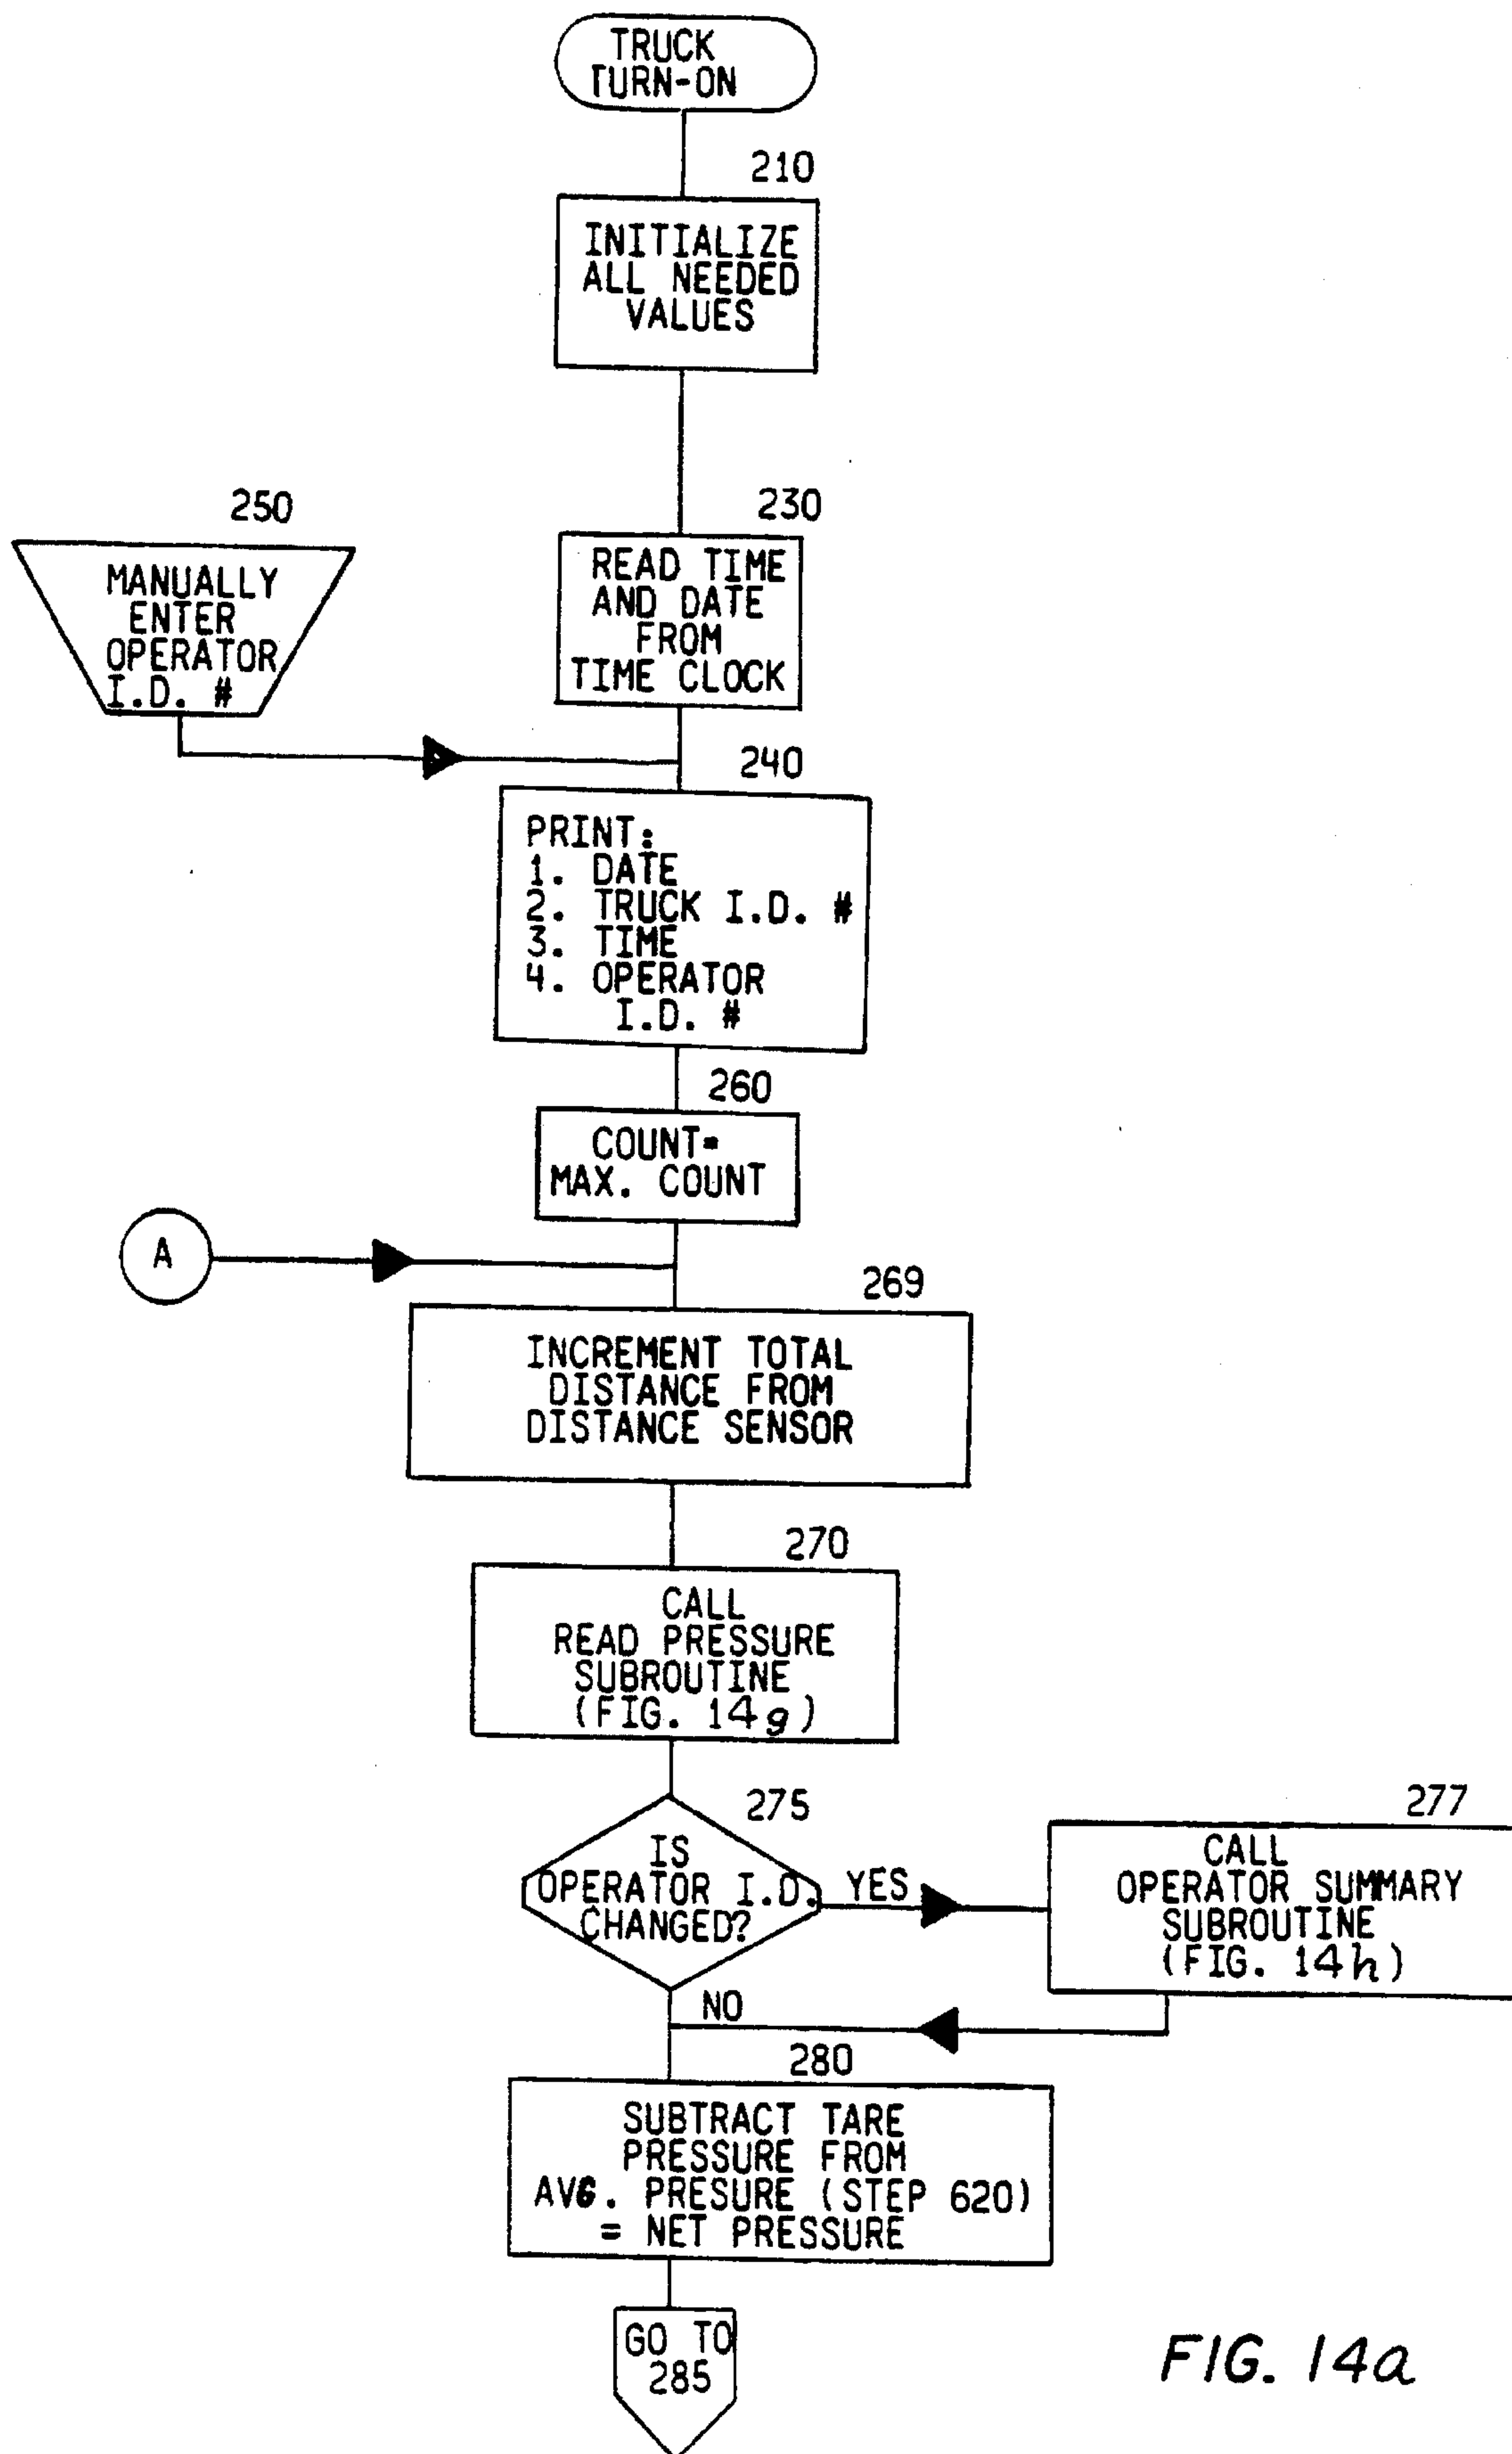 TRUCK
TURN-ON
210
INITIALIZE
ALL NEEDED
VALUES
250
MANUALLY
ENTER
OPERATOR
I.D. #
230
READ TIME
AND DATE
FROM
TIME CLOCK
240
PRINT:
1. DATE
2. TRUCK I.D. #
3. TIME
4. OPERATOR
I.D. #
260
COUNT=
MAX. COUNT
A
269
INCREMENT TOTAL
DISTANCE FROM
DISTANCE SENSOR
270
CALL
READ PRESSURE
SUBROUTINE
(FIG. 14g)
275
IS
OPERATOR I.D.
CHANGED?
YES
277
CALL
OPERATOR SUMMARY
SUBROUTINE
(FIG. 14h)
NO
280
SUBTRACT TARE
PRESSURE FROM
AVG. PRESURE (STEP 620)
= NET PRESSURE
GO TO
285
FIG. 14a